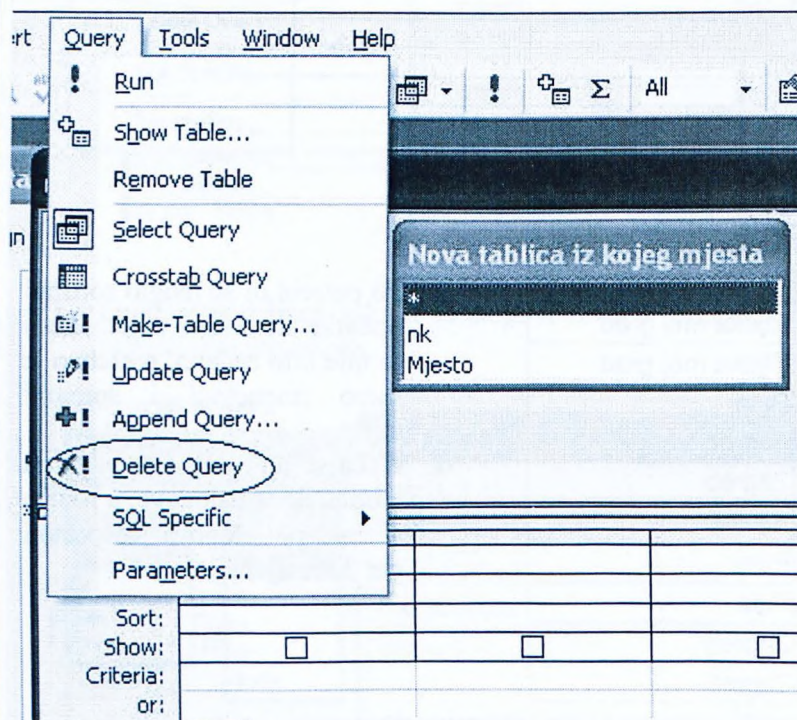 Query Tools Window Help
Run
All
Show Table...
Remove Table
Select Query
Crosstab Query
Make-Table Query...
Update Query
Append Query...
Delete Query
SQL Specific
Parameters...
Nova tablica iz kojeg mjesta
*
nk
Mjesto
Sort:
Show:
Criteria:
or: